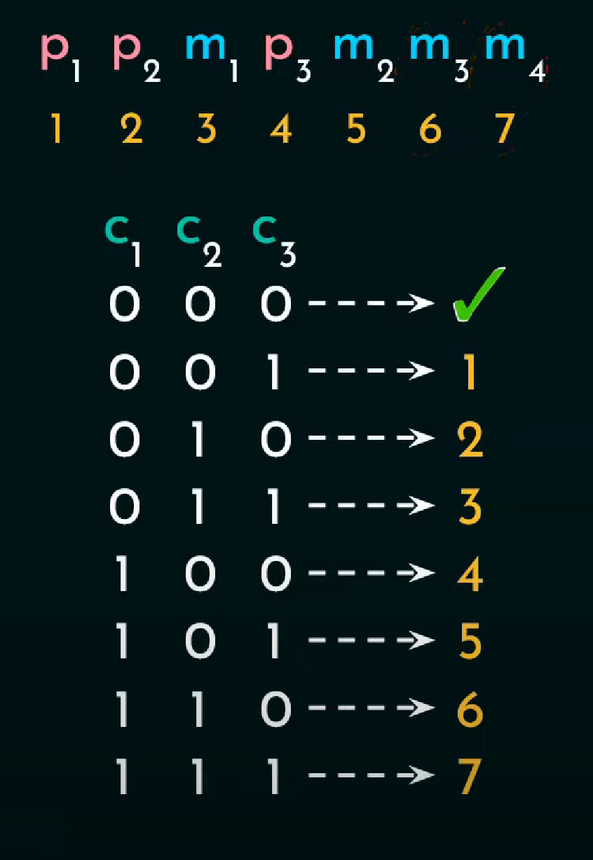 p₁ p₂ m₁ p₃ m₂ m₃ m₄
1 2 3 4 5 6 7
c₁ c₂ c₃
0 0 0 ----> ✓
0 0 1 ----> 1
0 1 0 ----> 2
0 1 1 ----> 3
1 0 0 ----> 4
1 0 1 ----> 5
1 1 0 ----> 6
1 1 1 ----> 7